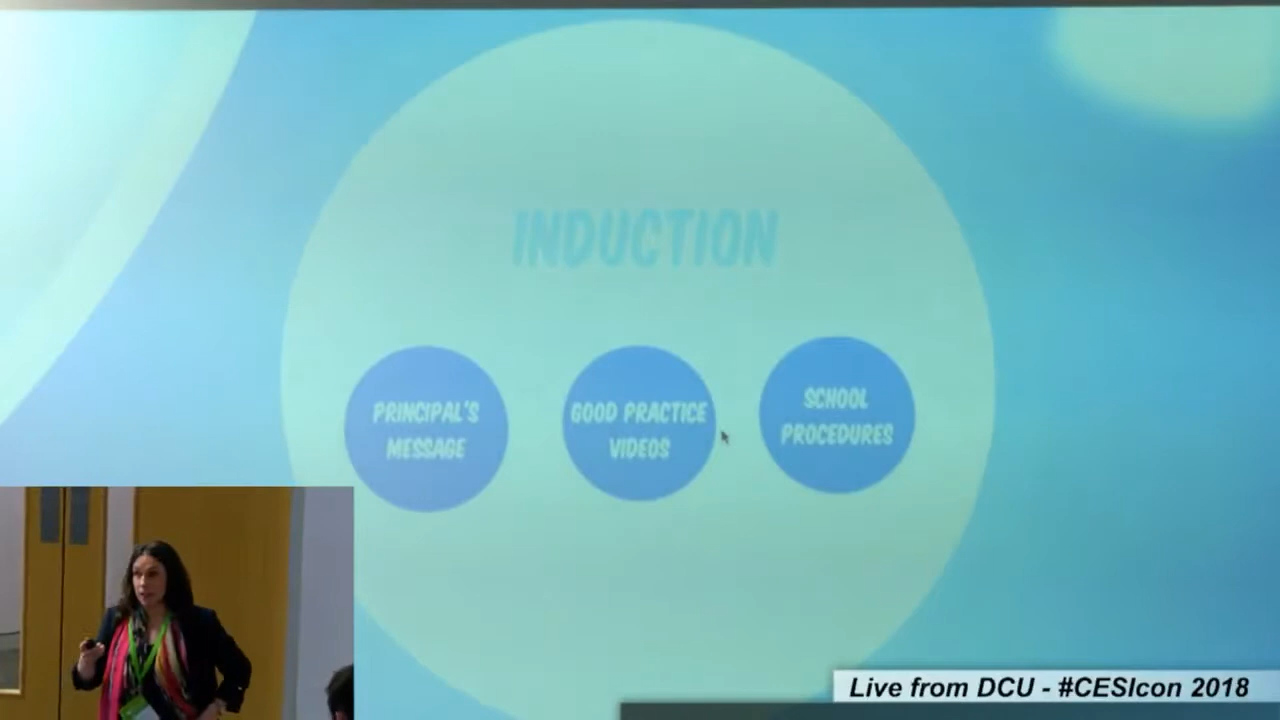 INDUCTION
PRINCIPAL'S
MESSAGE
GOOD PRACTICE
VIDEOS
SCHOOL
PROCEDURES
Live from DCU - #CESIcon 2018